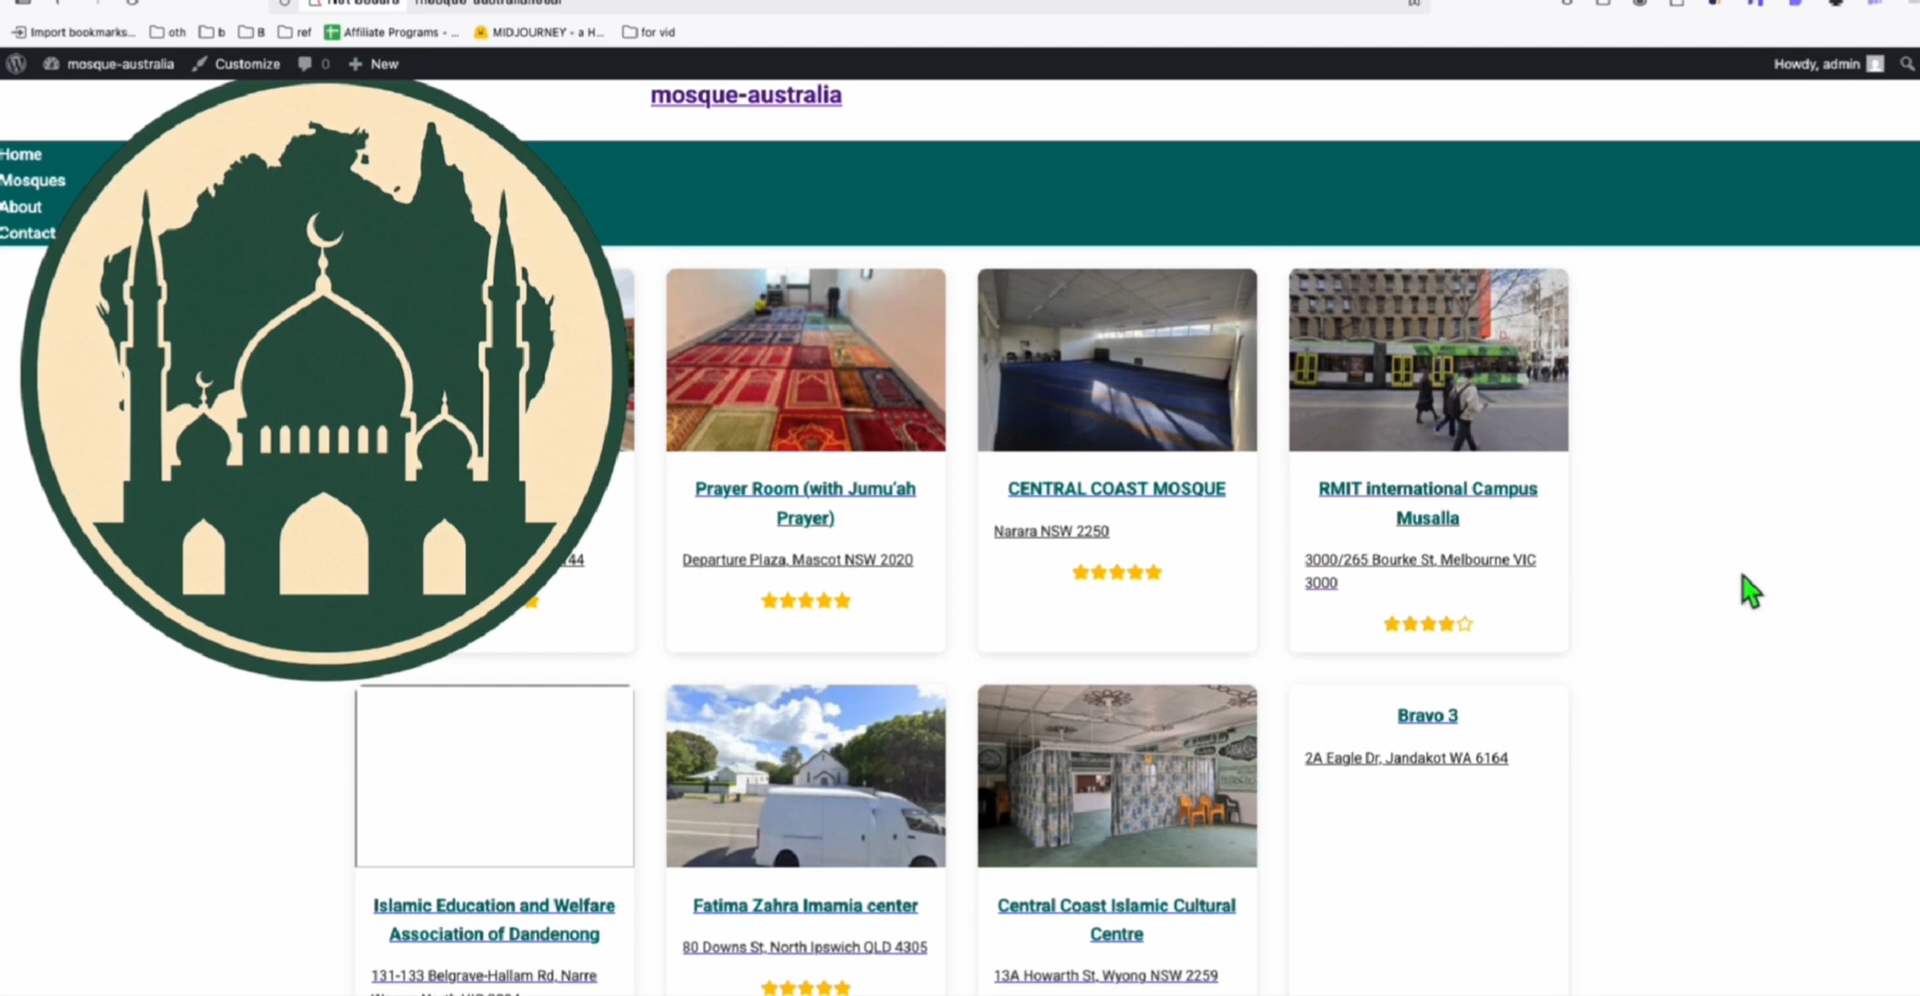 Import bookmarks...
oth
b
B
ref
Affiliate Programs - ...
MIDJOURNEY - a H...
for vid
mosque-australia
Customize
0
New
Howdy, admin
mosque-australia
Home
Mosques
About
Contact
Prayer Room (with Jumu'ah
Prayer)
Departure Plaza, Mascot NSW 2020
CENTRAL COAST MOSQUE
Narara NSW 2250
RMIT international Campus
Musalla
3000/265 Bourke St, Melbourne VIC
3000
Islamic Education and Welfare
Association of Dandenong
131-133 Belgrave-Hallam Rd, Narre
Fatima Zahra Imamia center
80 Downs St, North Ipswich QLD 4305
Central Coast Islamic Cultural
Centre
13A Howarth St, Wyong NSW 2259
Bravo 3
2A Eagle Dr, Jandakot WA 6164